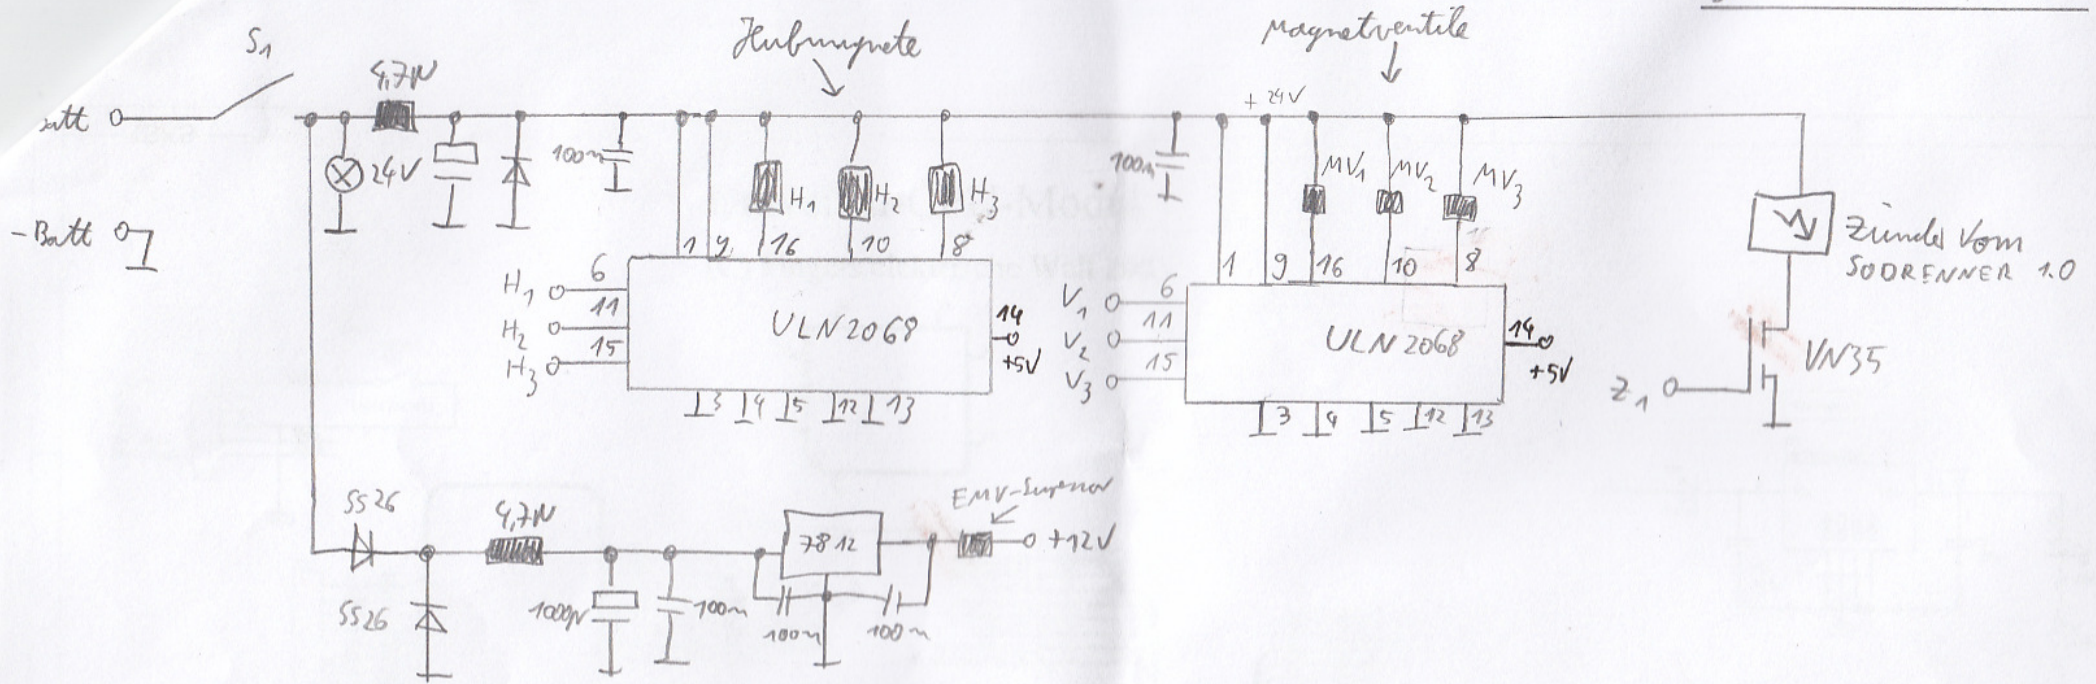 S1
Hubmagnete
Magnetventile
4,7µ
Batt
+ 24V
24V
100n
H1
H2
H3
100n
MV1
MV2
MV3
- Batt
1 9 16 10 8
1 9 16 10 8
Zünder vom
SODRENNER 1.0
H1 6
H2 11
H3 15
ULN2068
14
+5V
V1 6
V2 11
V3 15
ULN2068
14
+5V
VN35
Z1
3 4 5 12 13
3 4 5 12 13
SS26
4,7µ
7812
+12V
SS26
1000µ
100n
100n
100n